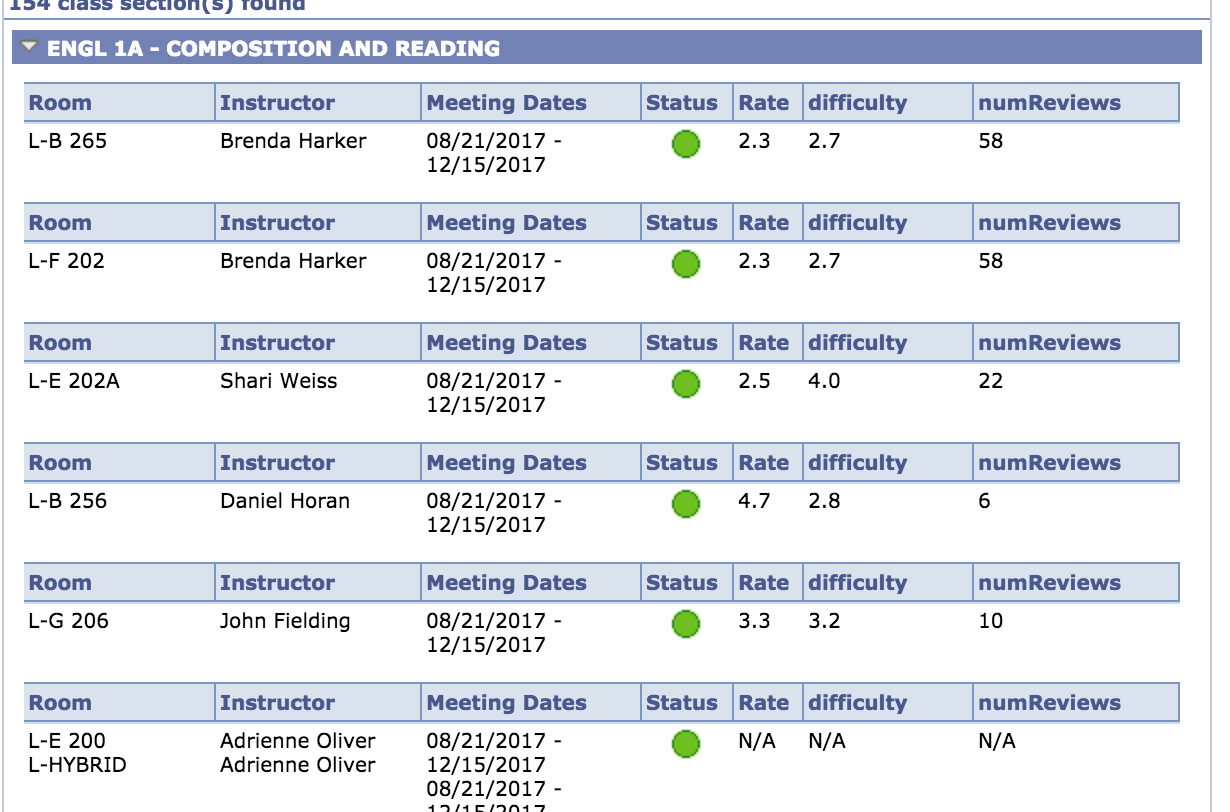 154 class section(s) found
ENGL 1A - COMPOSITION AND READING
Room Instructor Meeting Dates Status Rate difficulty numReviews
L-B 265 Brenda Harker 08/21/2017 - 2.3 2.7 58
12/15/2017
Room Instructor Meeting Dates Status Rate difficulty numReviews
L-F 202 Brenda Harker 08/21/2017 - 2.3 2.7 58
12/15/2017
Room Instructor Meeting Dates Status Rate difficulty numReviews
L-E 202A Shari Weiss 08/21/2017 - 2.5 4.0 22
12/15/2017
Room Instructor Meeting Dates Status Rate difficulty numReviews
L-B 256 Daniel Horan 08/21/2017 - 4.7 2.8 6
12/15/2017
Room Instructor Meeting Dates Status Rate difficulty numReviews
L-G 206 John Fielding 08/21/2017 - 3.3 3.2 10
12/15/2017
Room Instructor Meeting Dates Status Rate difficulty numReviews
L-E 200 Adrienne Oliver 08/21/2017 - N/A N/A N/A
L-HYBRID Adrienne Oliver 12/15/2017
08/21/2017 -
12/15/2017